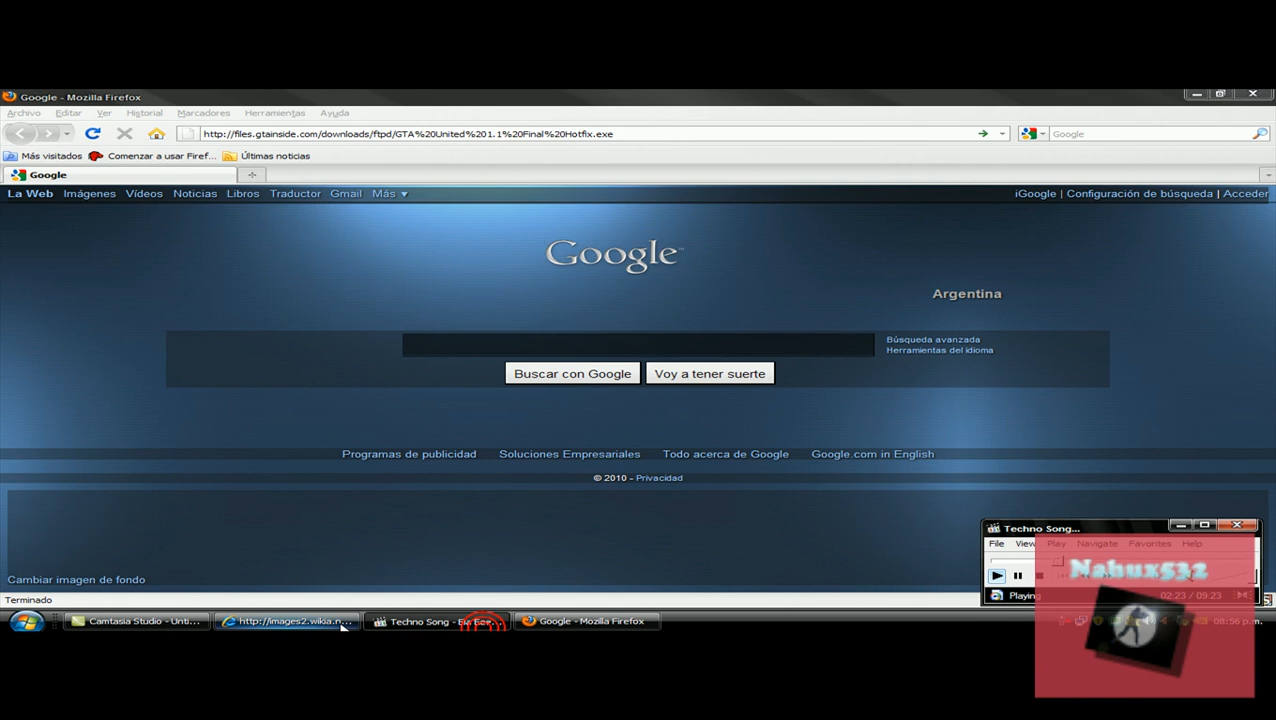 Google - Mozilla Firefox
Archivo Editar Ver Historial Marcadores Herramientas Ayuda
http://files.gtainside.com/downloads/ftpd/GTA%20United%201.1%20Final%20Hotfix.exe Google
Más visitados Comenzar a usar Firef... Últimas noticias
Google
La Web Imágenes Vídeos Noticias Libros Traductor Gmail Más ▼ iGoogle | Configuración de búsqueda | Acceder
Google™
Argentina
Búsqueda avanzada
Herramientas del idioma
Buscar con Google Voy a tener suerte
Programas de publicidad Soluciones Empresariales Todo acerca de Google Google.com in English
© 2010 - Privacidad
Techno Song...
File View Play Navigate Favorites Help
Nahux532
Cambiar imagen de fondo
Playing 02:23 / 09:23
Terminado
Camtasia Studio - Unti... http://images2.wikia.n... Techno Song - Google - Mozilla Firefox 08:56 p.m.